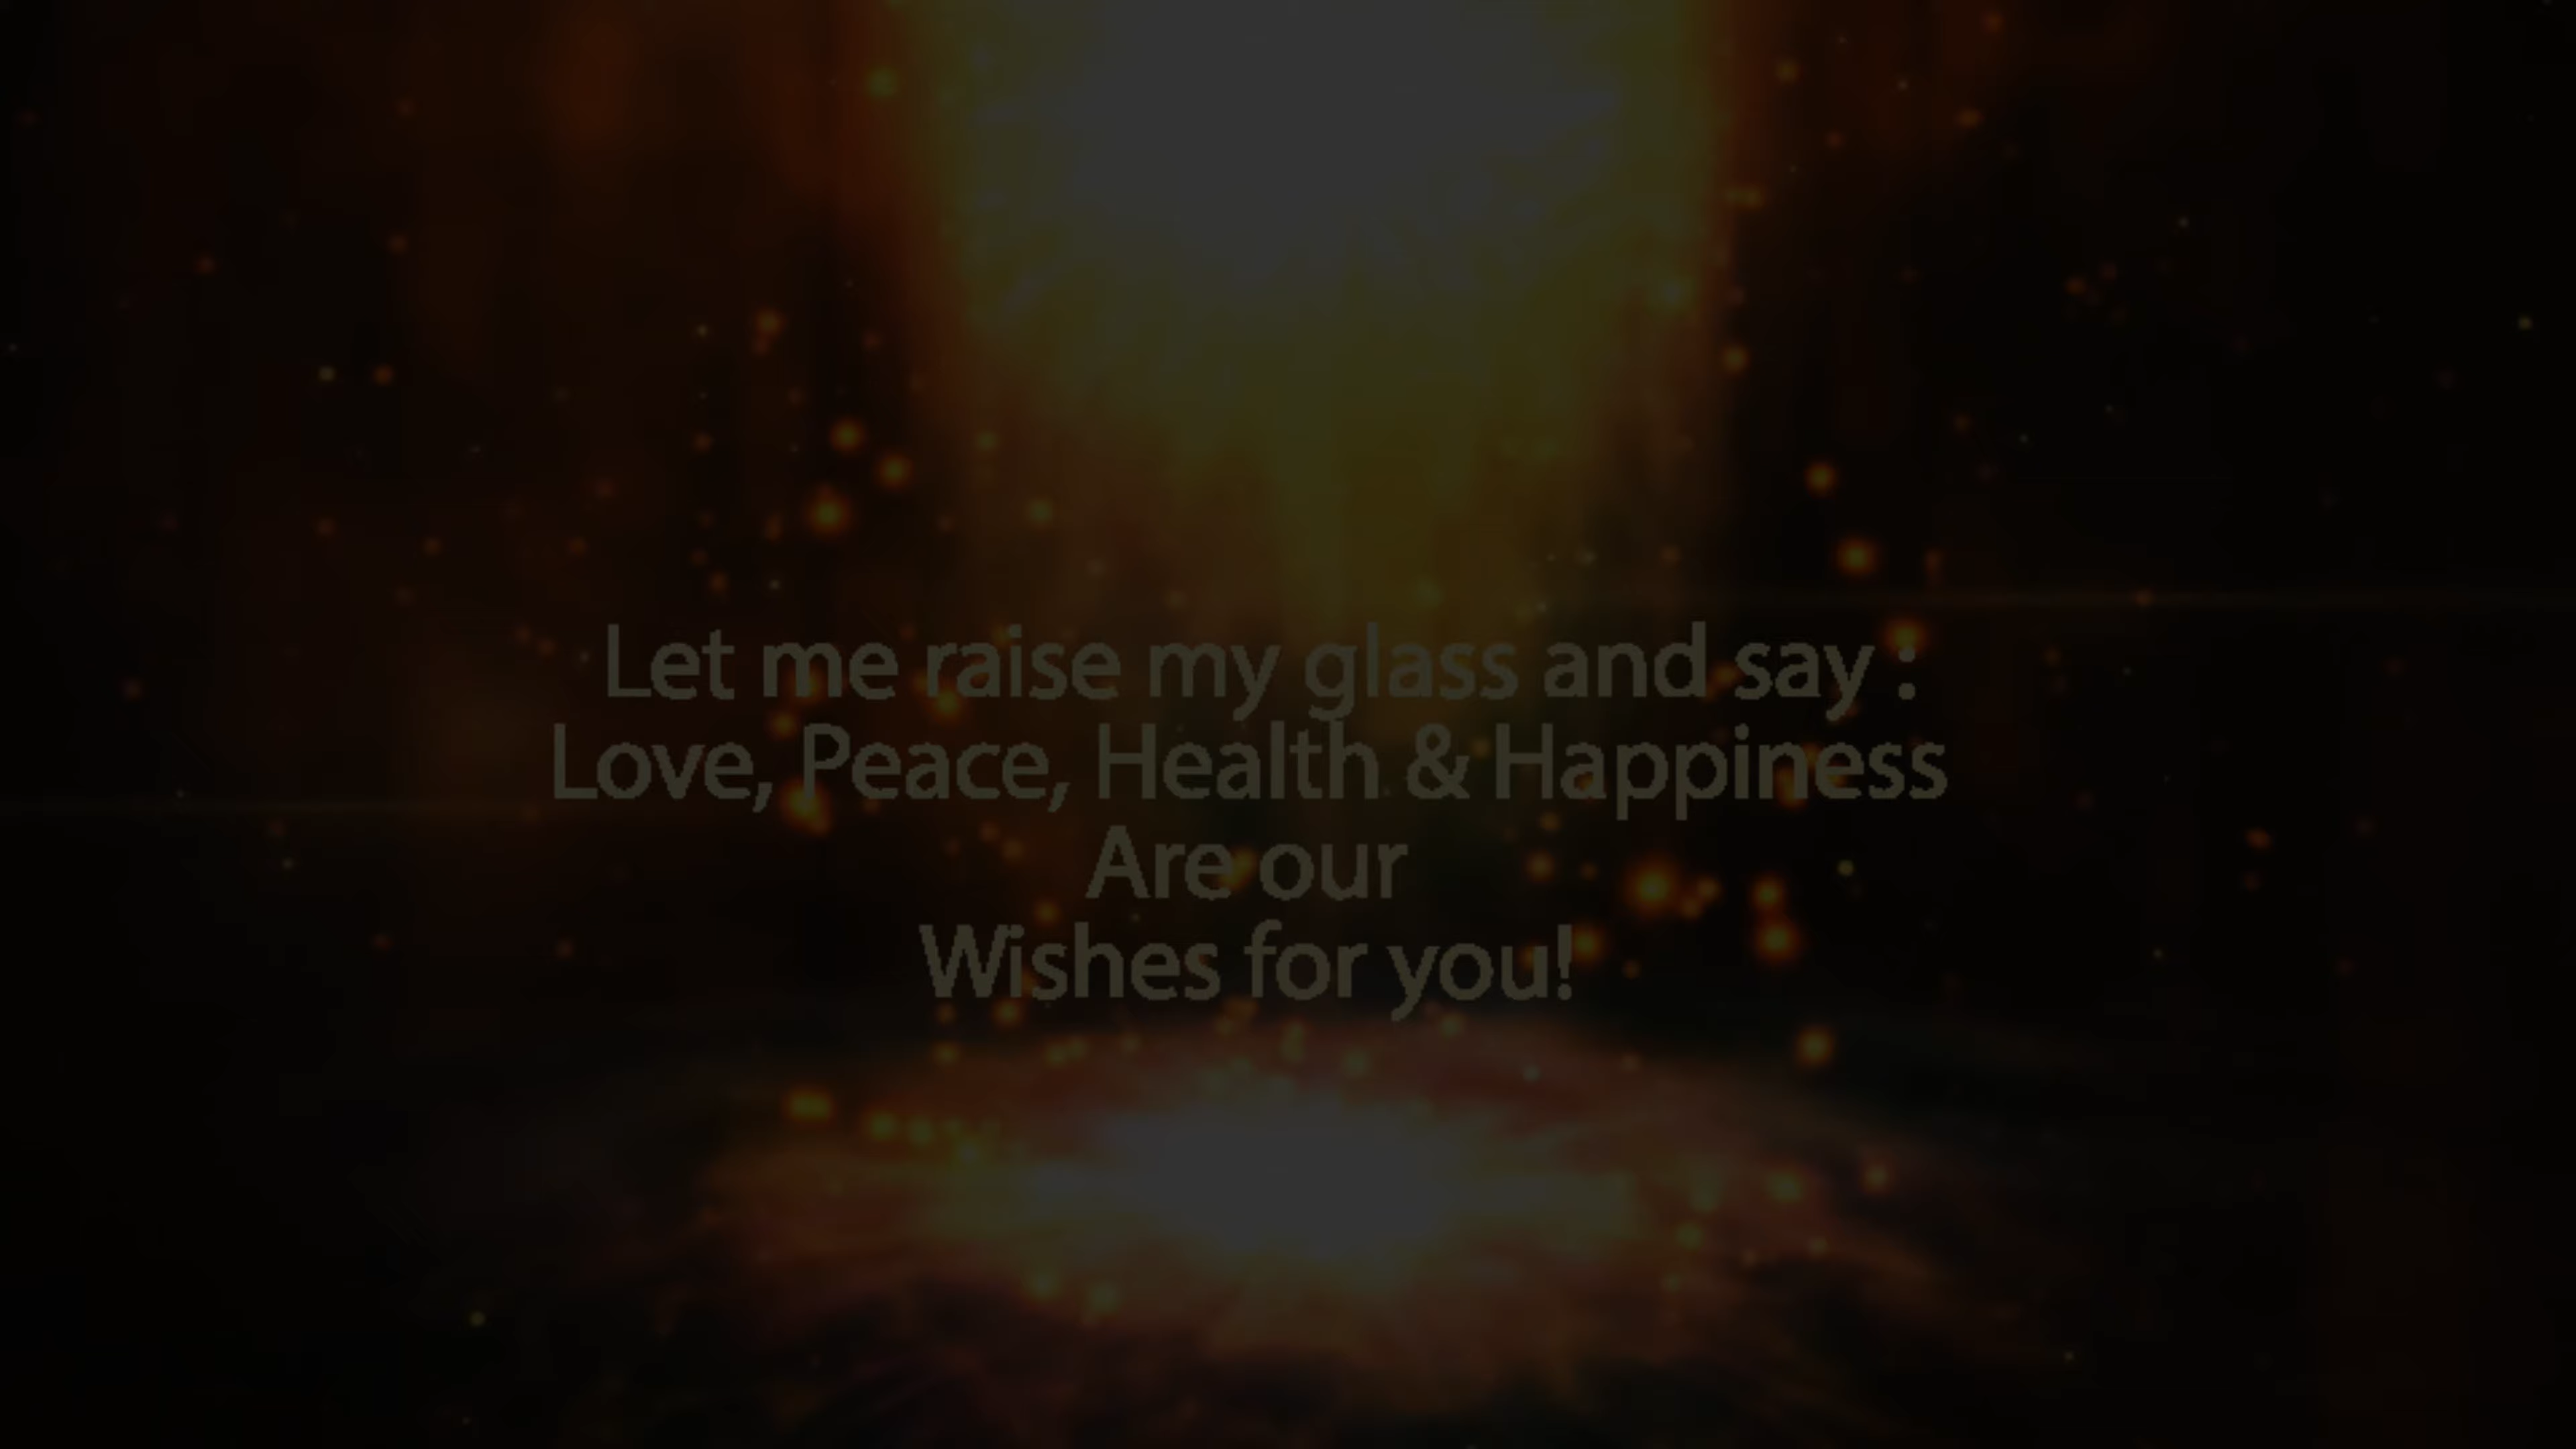 Let me raise my glass and say :
Love, Peace, Health & Happiness
Are our
Wishes for you!